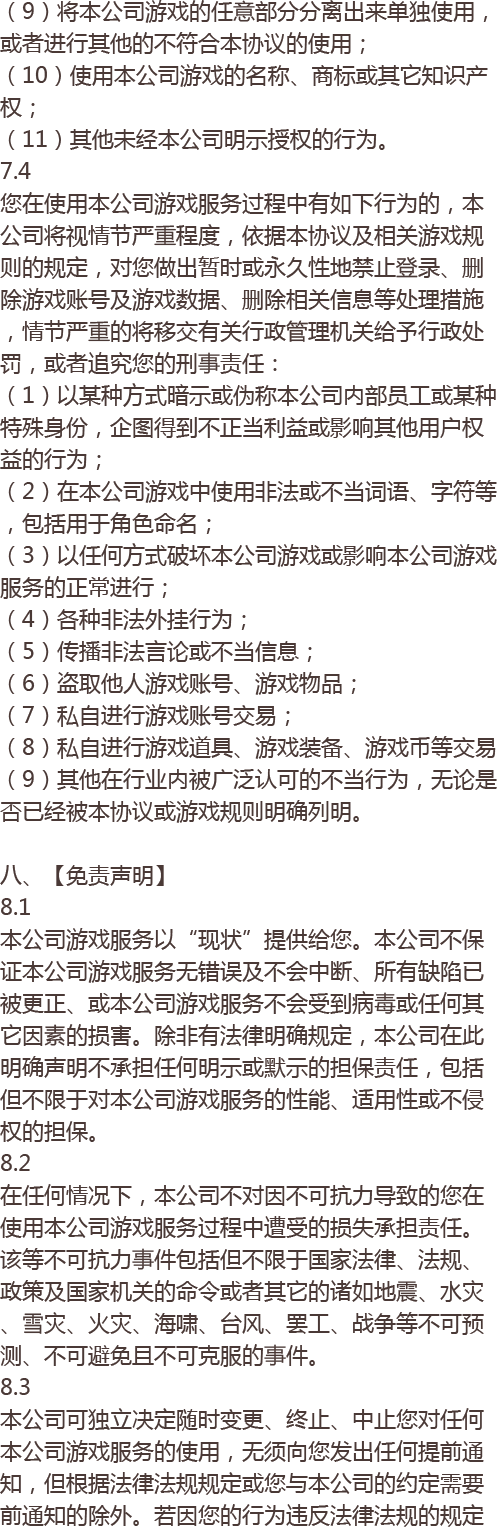 （9）将本公司游戏的任意部分分离出来单独使用，
或者进行其他的不符合本协议的使用；
（10）使用本公司游戏的名称、商标或其它知识产
权；
（11）其他未经本公司明示授权的行为。
7.4
您在使用本公司游戏服务过程中有如下行为的，本
公司将视情节严重程度，依据本协议及相关游戏规
则的规定，对您做出暂时或永久性地禁止登录、删
除游戏账号及游戏数据、删除相关信息等处理措施
，情节严重的将移交有关行政管理机关给予行政处
罚，或者追究您的刑事责任：
（1）以某种方式暗示或伪称本公司内部员工或某种
特殊身份，企图得到不正当利益或影响其他用户权
益的行为；
（2）在本公司游戏中使用非法或不当词语、字符等
，包括用于角色命名；
（3）以任何方式破坏本公司游戏或影响本公司游戏
服务的正常进行；
（4）各种非法外挂行为；
（5）传播非法言论或不当信息；
（6）盗取他人游戏账号、游戏物品；
（7）私自进行游戏账号交易；
（8）私自进行游戏道具、游戏装备、游戏币等交易
（9）其他在行业内被广泛认可的不当行为，无论是
否已经被本协议或游戏规则明确列明。
八、【免责声明】
8.1
本公司游戏服务以“现状”提供给您。本公司不保
证本公司游戏服务无错误及不会中断、所有缺陷已
被更正、或本公司游戏服务不会受到病毒或任何其
它因素的损害。除非有法律明确规定，本公司在此
明确声明不承担任何明示或默示的担保责任，包括
但不限于对本公司游戏服务的性能、适用性或不侵
权的担保。
8.2
在任何情况下，本公司不对因不可抗力导致的您在
使用本公司游戏服务过程中遭受的损失承担责任。
该等不可抗力事件包括但不限于国家法律、法规、
政策及国家机关的命令或者其它的诸如地震、水灾
、雪灾、火灾、海啸、台风、罢工、战争等不可预
测、不可避免且不可克服的事件。
8.3
本公司可独立决定随时变更、终止、中止您对任何
本公司游戏服务的使用，无须向您发出任何提前通
知，但根据法律法规规定或您与本公司的约定需要
前通知的除外。若因您的行为违反法律法规的规定